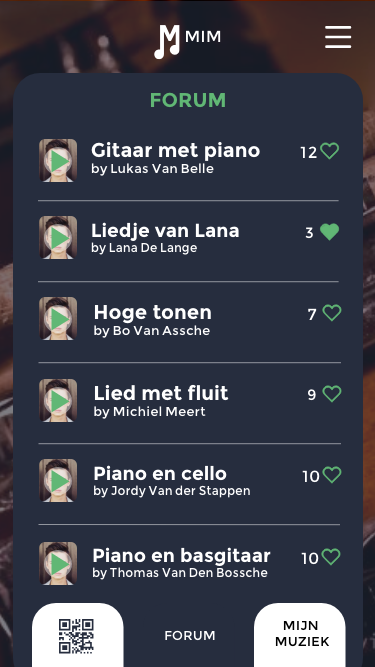 MIM
FORUM
Gitaar met piano 12
by Lukas Van Belle
Liedje van Lana 3
by Lana De Lange
Hoge tonen 7
by Bo Van Assche
Lied met fluit 9
by Michiel Meert
Piano en cello 10
by Jordy Van der Stappen
Piano en basgitaar 10
by Thomas Van Den Bossche
FORUM
MIJN
MUZIEK